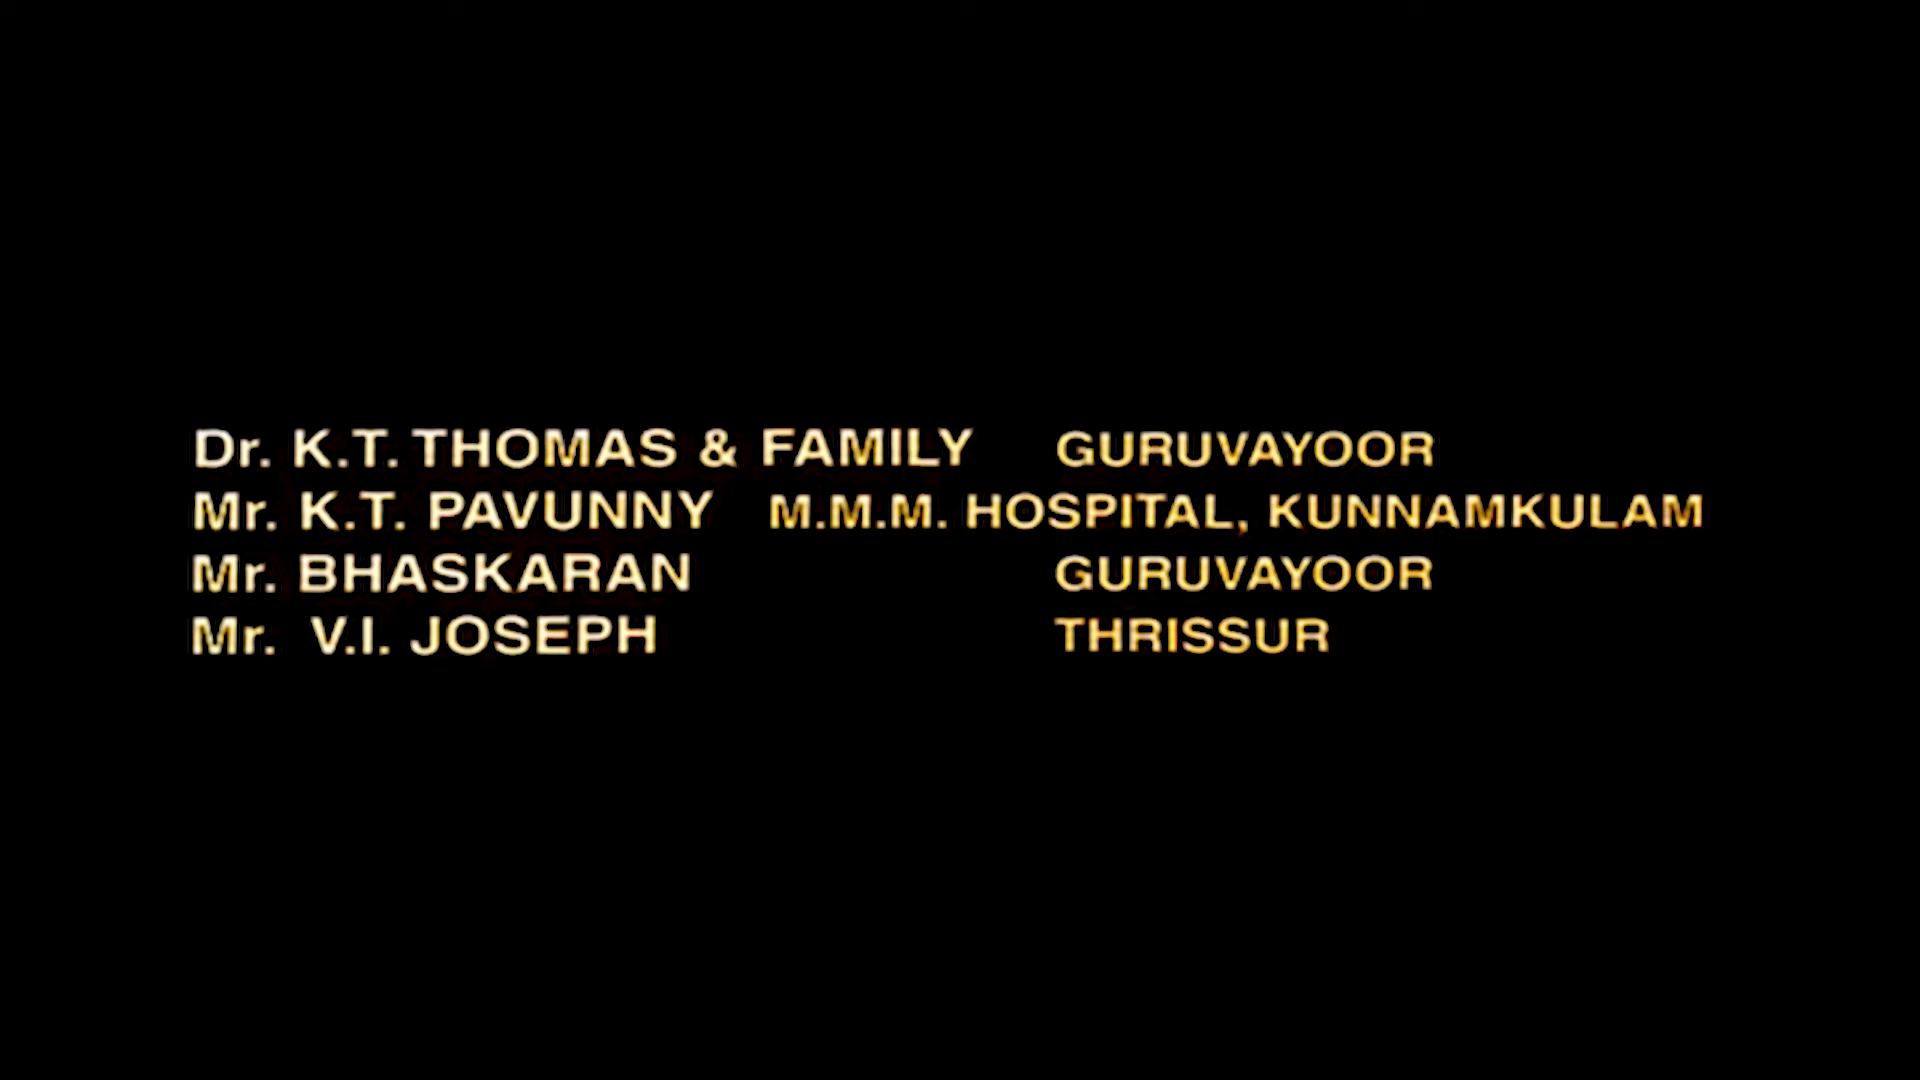 Dr. K.T. THOMAS & FAMILY GURUVAYOOR
Mr. K.T. PAVUNNY M.M.M. HOSPITAL, KUNNAMKULAM
Mr. BHASKARAN GURUVAYOOR
Mr. V.I. JOSEPH THRISSUR